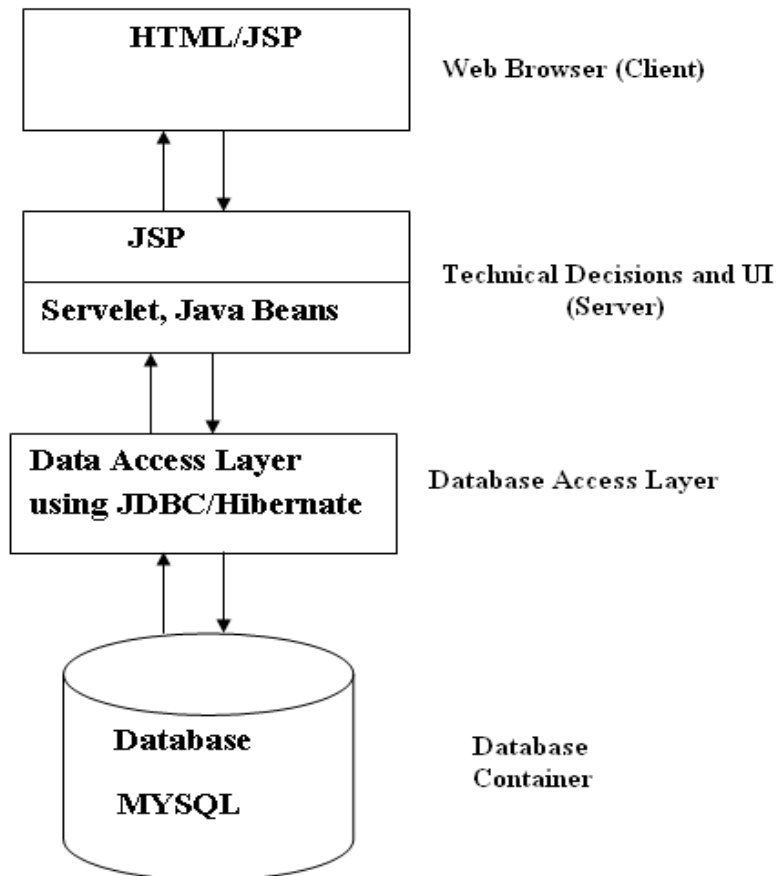 HTML/JSP
Web Browser (Client)
JSP
Servelet, Java Beans
Technical Decisions and UI
(Server)
Data Access Layer
using JDBC/Hibernate
Database Access Layer
Database
MYSQL
Database
Container